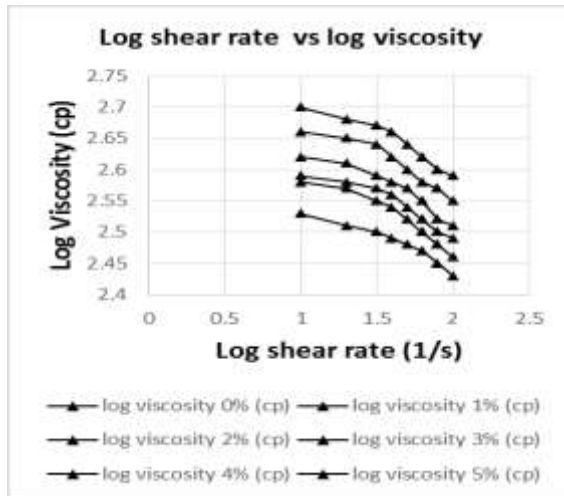 Log shear rate vs log viscosity
Log Viscosity (cp)
2.75
2.7
2.65
2.6
2.55
2.5
2.45
2.4
0 0.5 1 1.5 2 2.5
Log shear rate (1/s)
log viscosity 0% (cp) log viscosity 1% (cp)
log viscosity 2% (cp) log viscosity 3% (cp)
log viscosity 4% (cp) log viscosity 5% (cp)